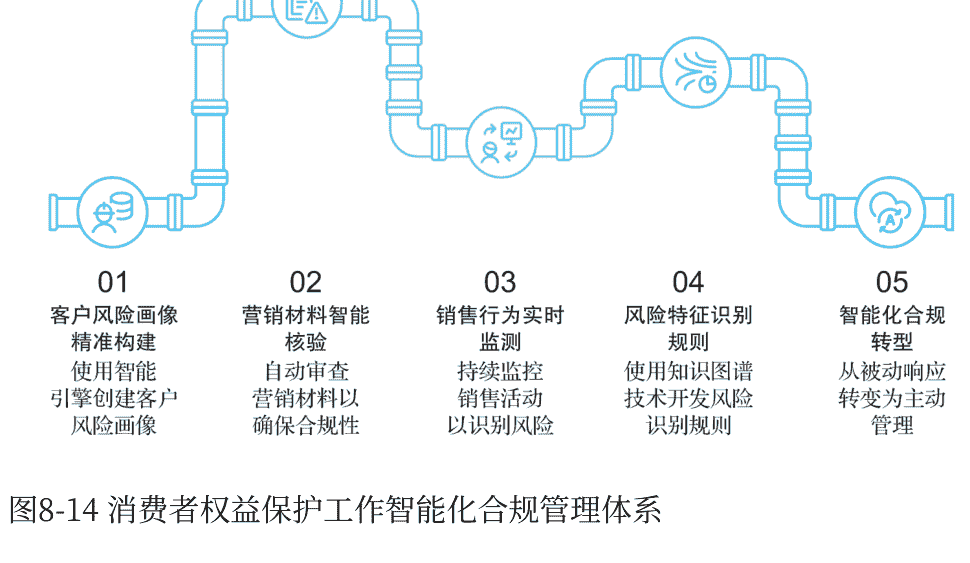 01
客户风险画像
精准构建
使用智能
引擎创建客户
风险画像
02
营销材料智能
核验
自动审查
营销材料以
确保合规性
03
销售行为实时
监测
持续监控
销售活动
以识别风险
04
风险特征识别
规则
使用知识图谱
技术开发风险
识别规则
05
智能化合规
转型
从被动响应
转变为主动
管理
图8-14 消费者权益保护工作智能化合规管理体系